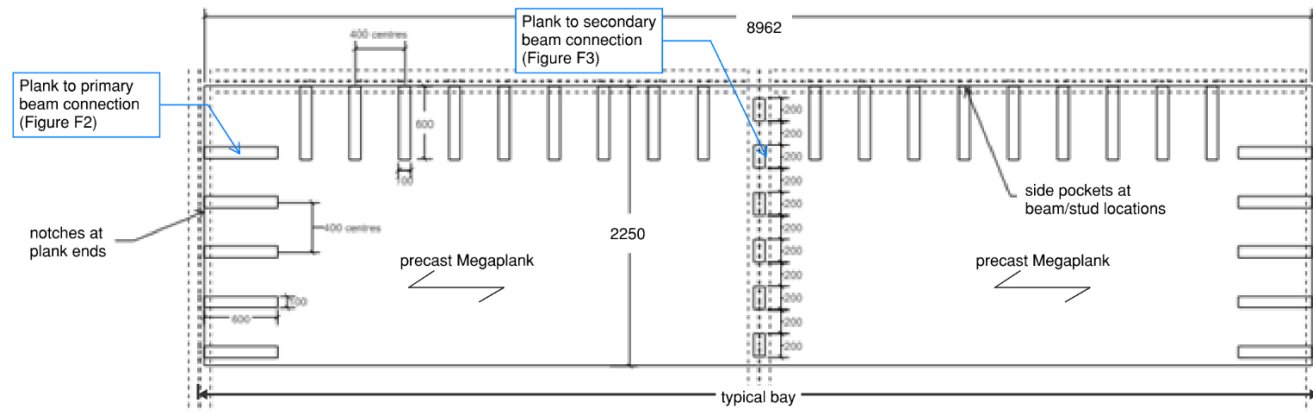 8962
Plank to secondary
beam connection
(Figure F3)
400 centres
Plank to primary
beam connection
(Figure F2)
200
200
200
200
200
200
200
200
200
200
200
600
100
side pockets at
beam/stud locations
notches at
plank ends
400 centres
2250
precast Megaplank
precast Megaplank
100
600
typical bay